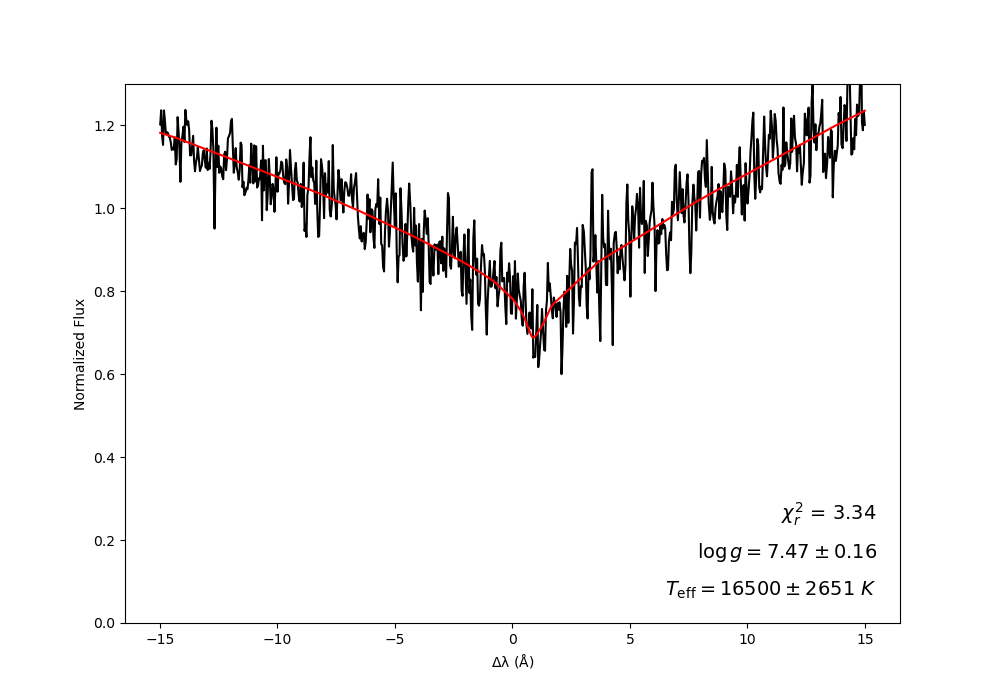 1.2
1.0
0.8
0.6
0.4
0.2
0.0
Normalized Flux
χ²ᵣ = 3.34
log g = 7.47 ± 0.16
T_eff = 16500 ± 2651 K
−15 −10 −5 0 5 10 15
Δλ (Å)